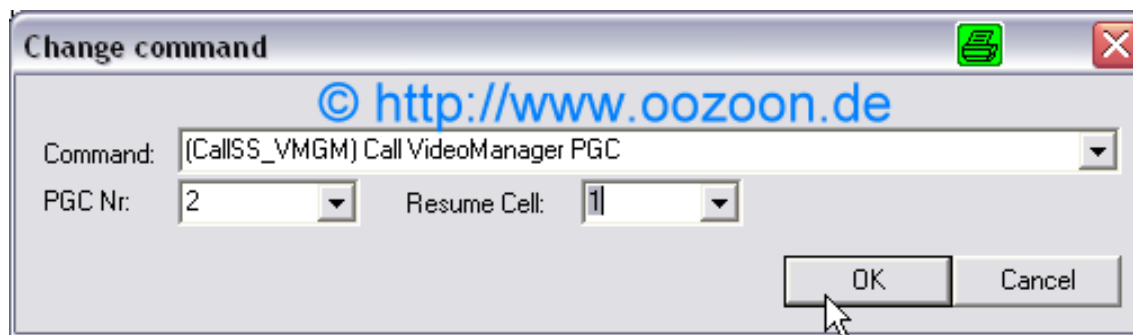 Change command
© http://www.oozoon.de
Command: (CallSS_VMGM) Call VideoManager PGC
PGC Nr: 2 Resume Cell: 1
OK Cancel